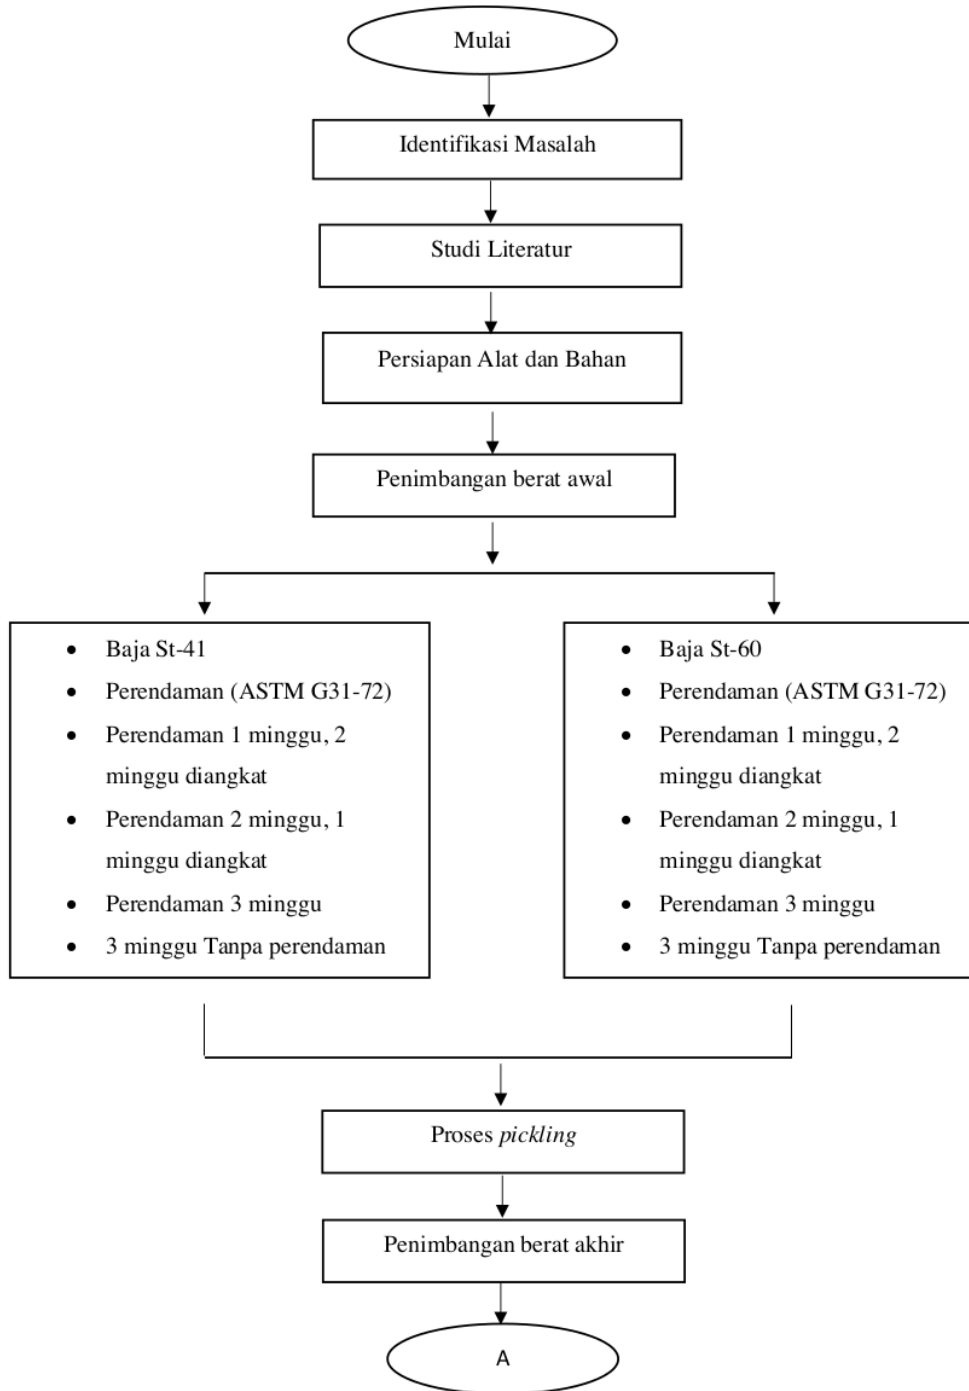 Mulai
Identifikasi Masalah
Studi Literatur
Persiapan Alat dan Bahan
Penimbangan berat awal
• Baja St-41
• Perendaman (ASTM G31-72)
• Perendaman 1 minggu, 2
minggu diangkat
• Perendaman 2 minggu, 1
minggu diangkat
• Perendaman 3 minggu
• 3 minggu Tanpa perendaman
• Baja St-60
• Perendaman (ASTM G31-72)
• Perendaman 1 minggu, 2
minggu diangkat
• Perendaman 2 minggu, 1
minggu diangkat
• Perendaman 3 minggu
• 3 minggu Tanpa perendaman
Proses pickling
Penimbangan berat akhir
A